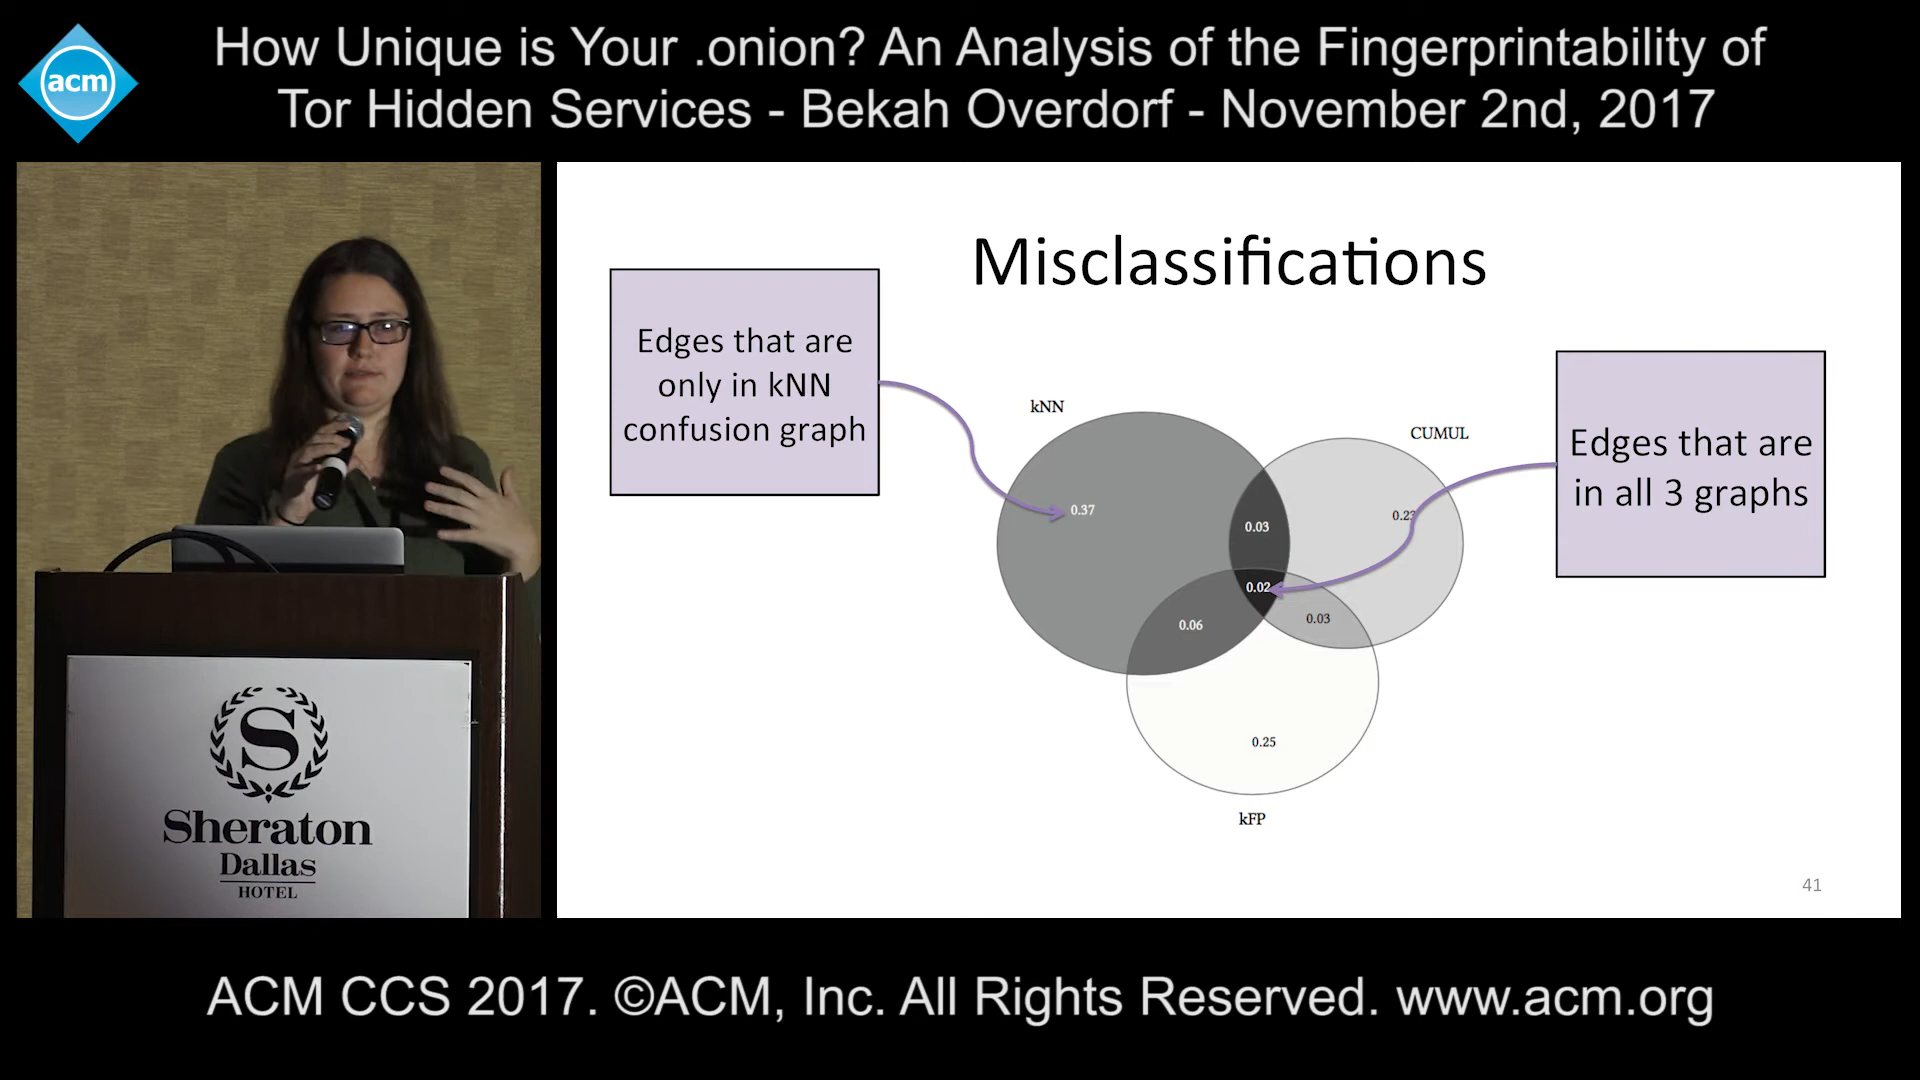 acm
How Unique is Your .onion? An Analysis of the Fingerprintability of
Tor Hidden Services - Bekah Overdorf - November 2nd, 2017
Misclassifications
Edges that are
only in kNN
confusion graph
Edges that are
in all 3 graphs
kNN
CUMUL
0.37
0.03
0.23
0.02
0.06
0.03
0.25
kFP
41
S
Sheraton
Dallas
HOTEL
ACM CCS 2017. ©ACM, Inc. All Rights Reserved. www.acm.org